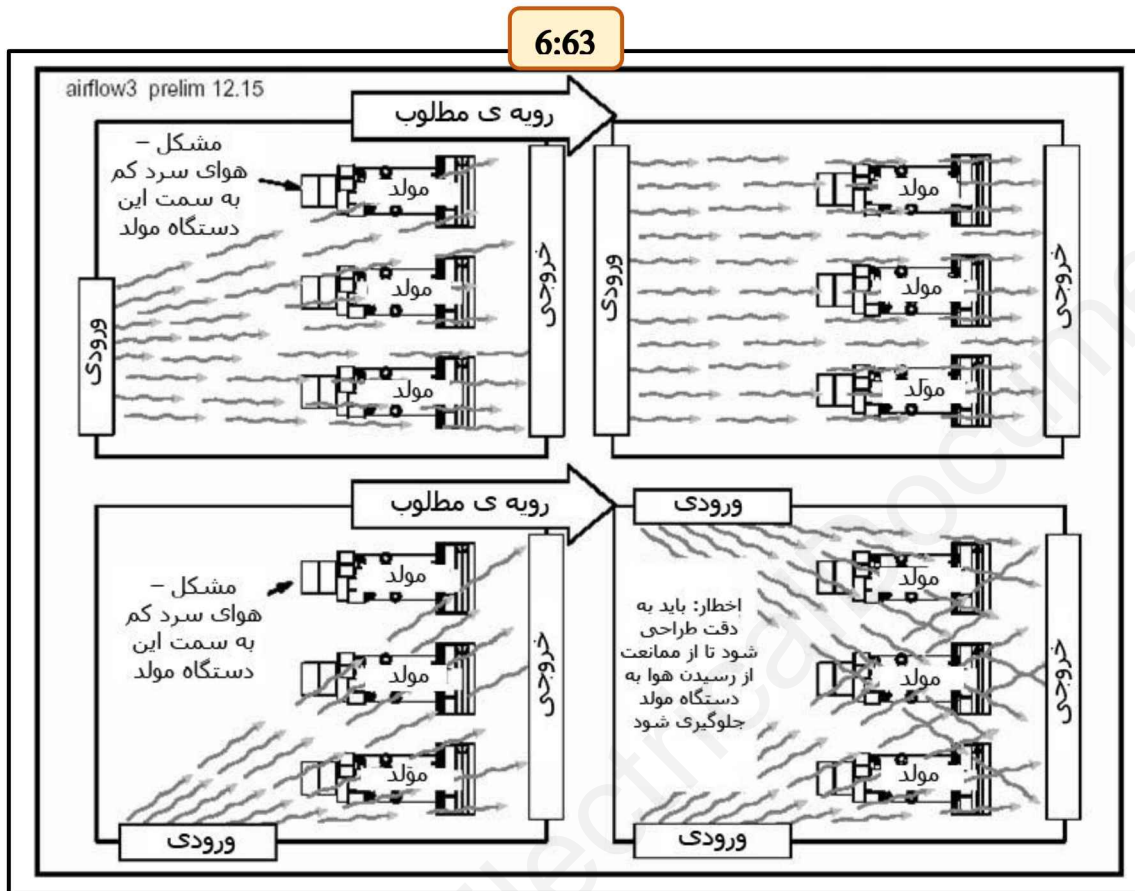 6:63
airflow3 prelim 12.15
رویه ی مطلوب
مشکل –
هوای سرد کم
به سمت این
دستگاه مولد
ورودی
مولد
مولد
مولد
خروجی
ورودی
مولد
مولد
مولد
خروجی
رویه ی مطلوب
مشکل –
هوای سرد کم
به سمت این
دستگاه مولد
مولد
مولد
مولد
خروجی
ورودی
ورودی
اخطار: باید به
دقت طراحی
شود تا از ممانعت
از رسیدن هوا به
دستگاه مولد
جلوگیری شود
مولد
مولد
مولد
خروجی
ورودی